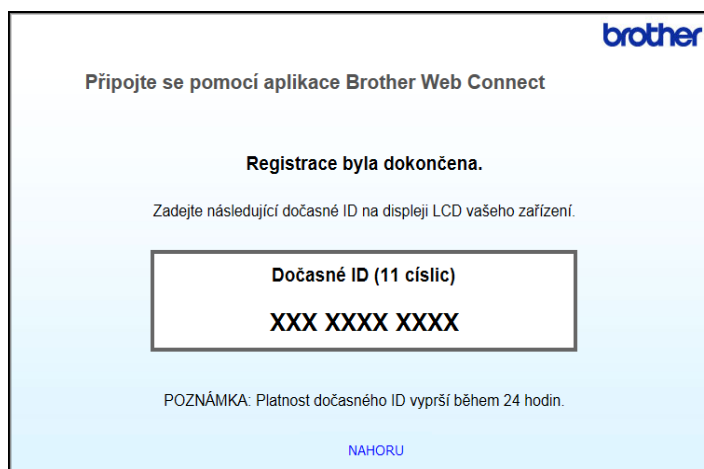 brother
Připojte se pomocí aplikace Brother Web Connect
Registrace byla dokončena.
Zadejte následující dočasné ID na displeji LCD vašeho zařízení.
Dočasné ID (11 císlic)
XXX XXXX XXXX
POZNÁMKA: Platnost dočasného ID vyprší během 24 hodin.
NAHORU